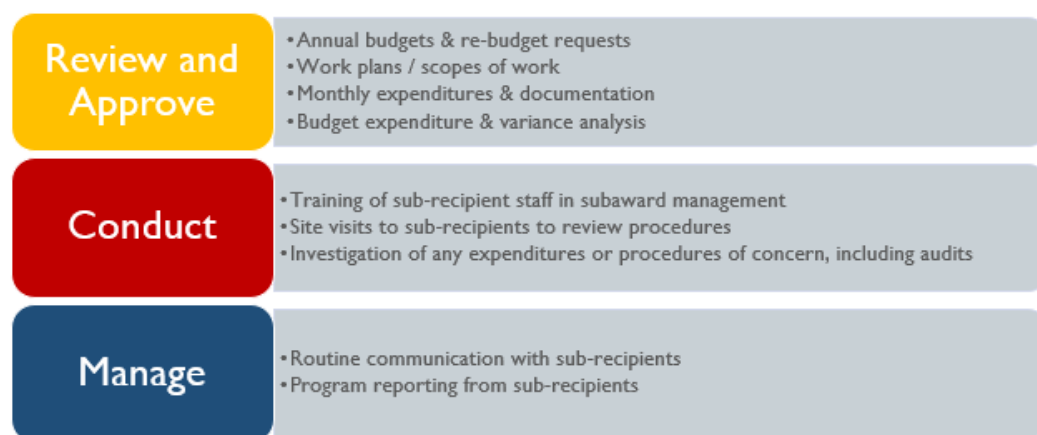 Review and
Approve
•Annual budgets & re-budget requests
•Work plans / scopes of work
•Monthly expenditures & documentation
•Budget expenditure & variance analysis
Conduct
•Training of sub-recipient staff in subaward management
•Site visits to sub-recipients to review procedures
•Investigation of any expenditures or procedures of concern, including audits
Manage
•Routine communication with sub-recipients
•Program reporting from sub-recipients